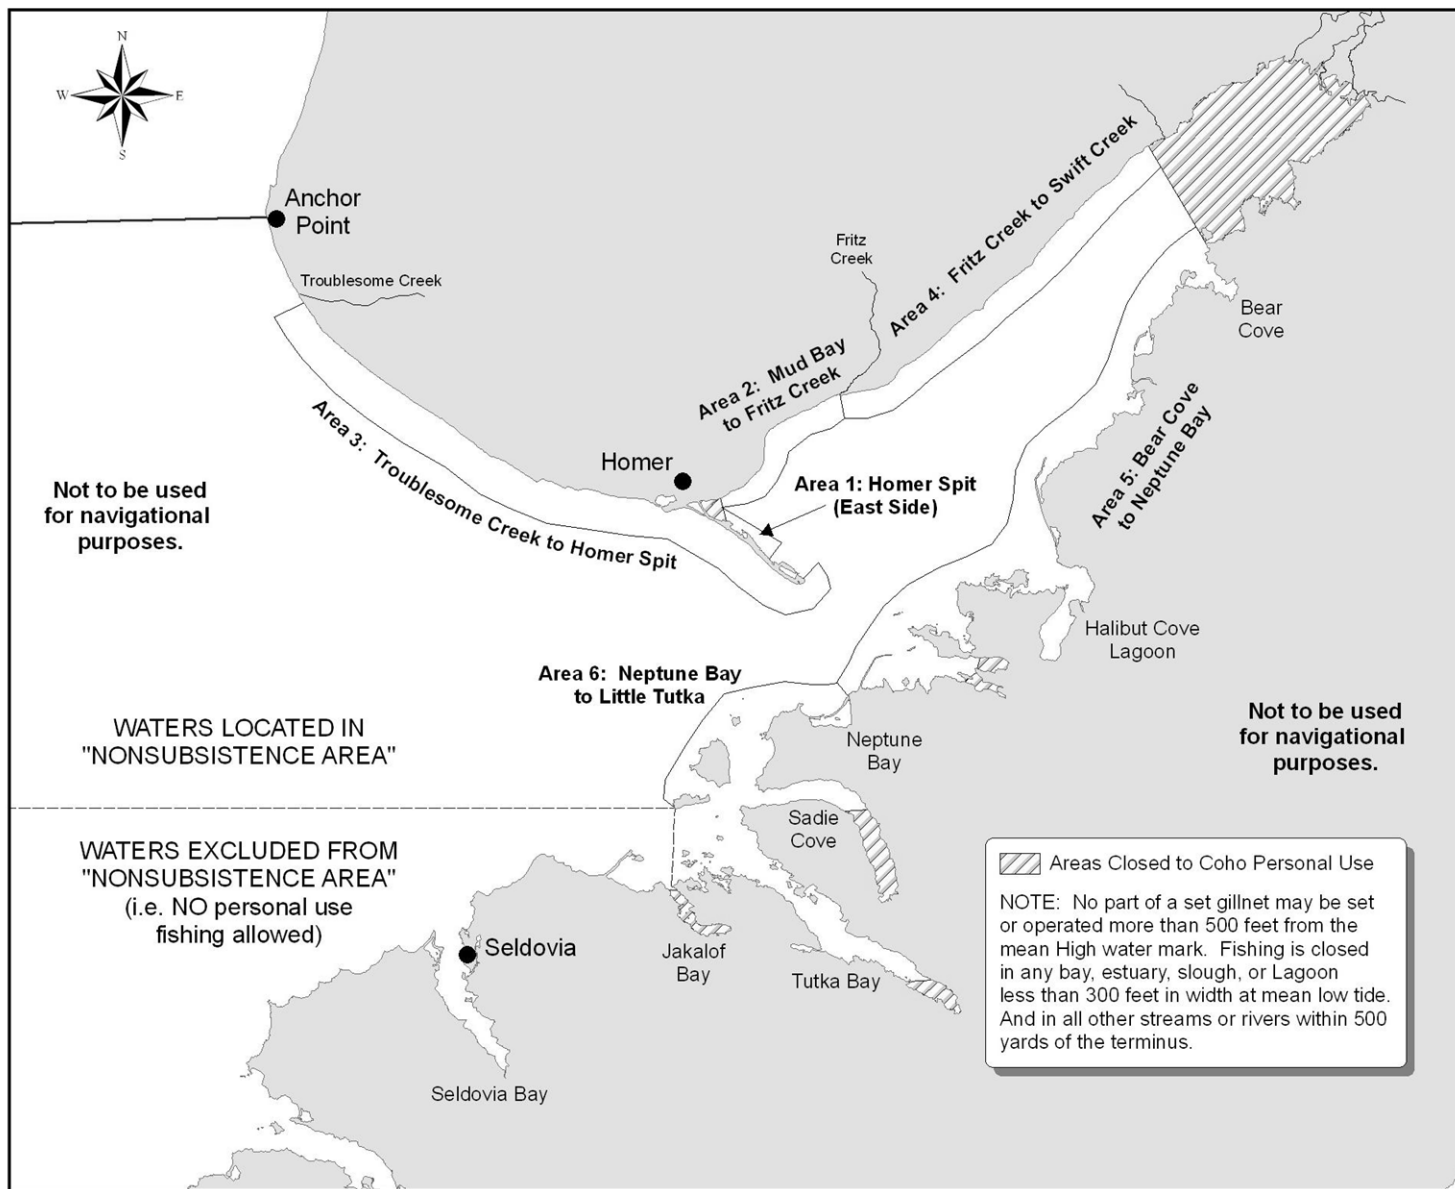 N
W
E
S
Anchor
Point
Troublesome Creek
Fritz
Creek
Area 4: Fritz Creek to Swift Creek
Bear
Cove
Area 2: Mud Bay
to Fritz Creek
Area 3: Troublesome Creek to Homer Spit
Homer
Area 1: Homer Spit
(East Side)
Area 5: Bear Cove
to Neptune Bay
Not to be used
for navigational
purposes.
Halibut Cove
Lagoon
Area 6: Neptune Bay
to Little Tutka
WATERS LOCATED IN
"NONSUBSISTENCE AREA"
Neptune
Bay
Not to be used
for navigational
purposes.
Sadie
Cove
WATERS EXCLUDED FROM
"NONSUBSISTENCE AREA"
(i.e. NO personal use
fishing allowed)
Seldovia
Jakalof
Bay
Tutka Bay
Seldovia Bay
Areas Closed to Coho Personal Use
NOTE: No part of a set gillnet may be set
or operated more than 500 feet from the
mean High water mark. Fishing is closed
in any bay, estuary, slough, or Lagoon
less than 300 feet in width at mean low tide.
And in all other streams or rivers within 500
yards of the terminus.